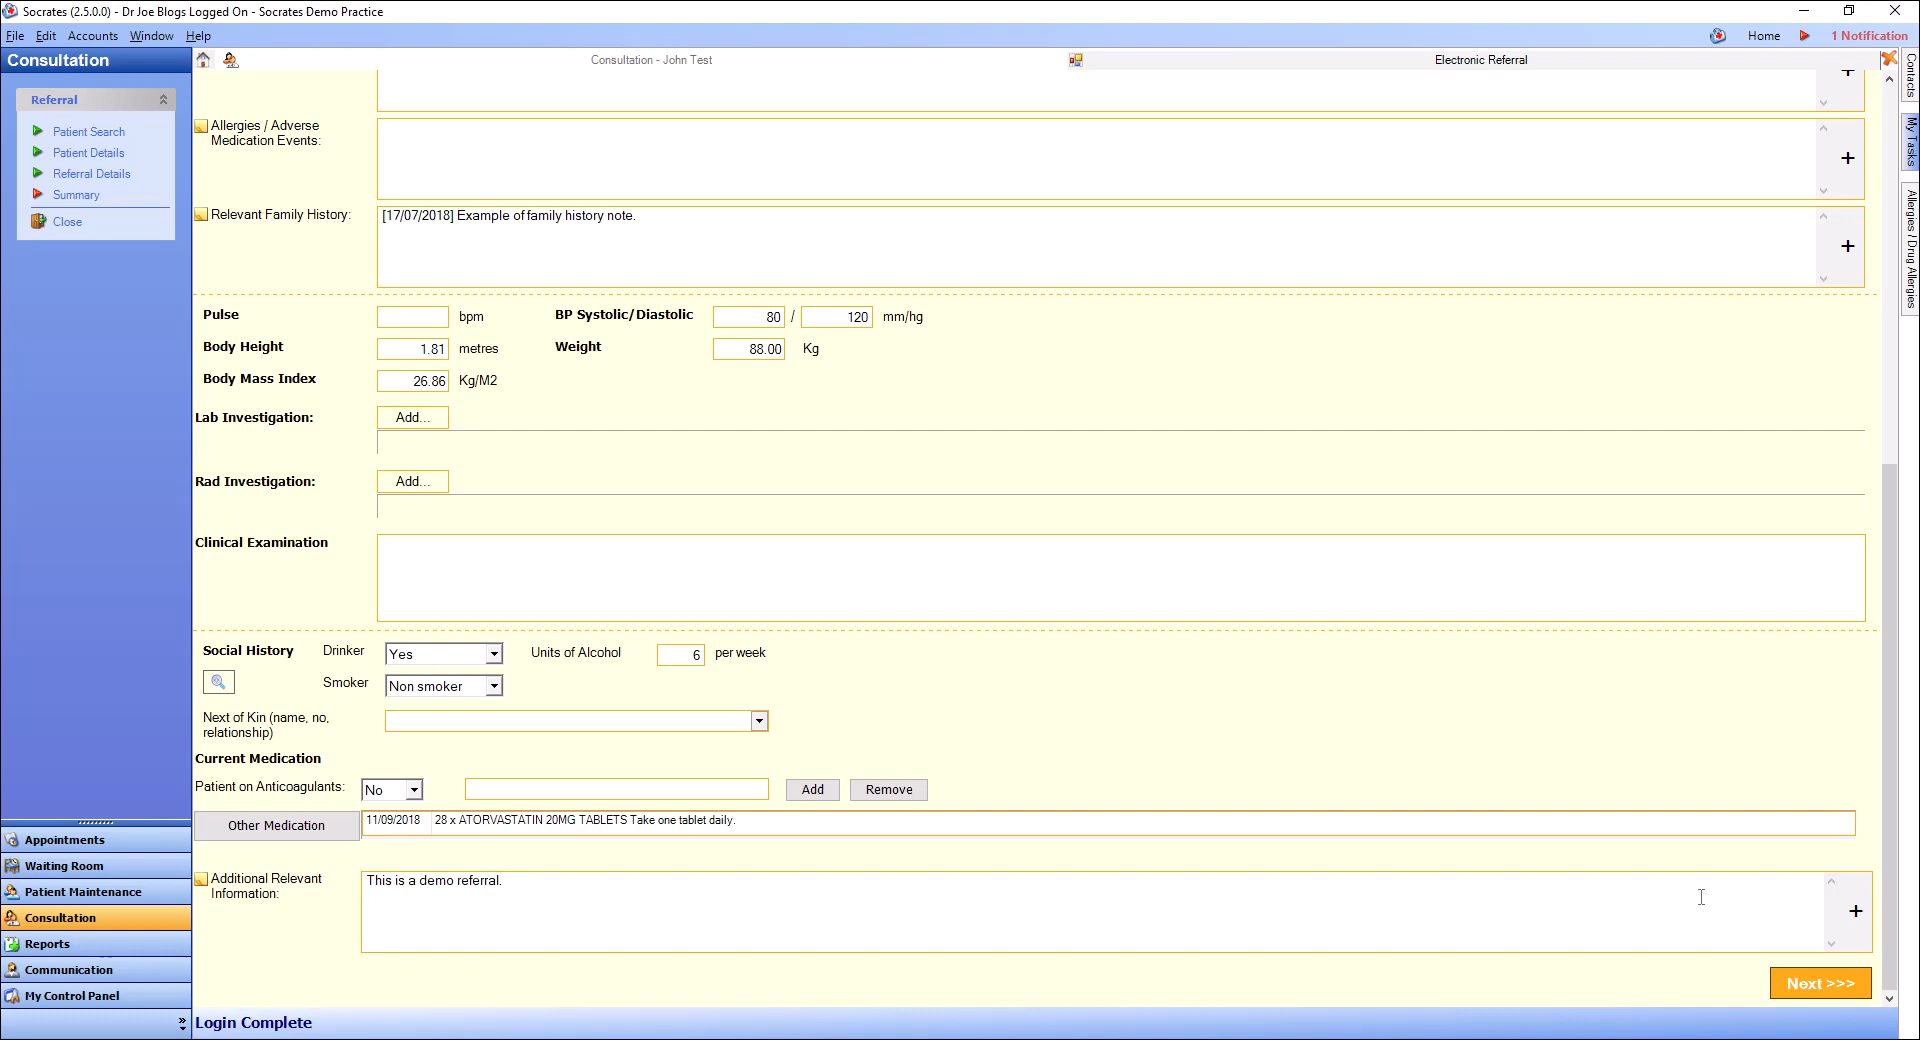 Socrates (2.5.0.0) - Dr Joe Blogs Logged On - Socrates Demo Practice
File Edit Accounts Window Help
Home 1 Notification
Consultation
Consultation - John Test
Electronic Referral
Referral
Patient Search
Patient Details
Referral Details
Summary
Close
Contacts
My Tasks
Allergies / Drug Allergies
Allergies / Adverse
Medication Events:
+
Relevant Family History:
[17/07/2018] Example of family history note.
+
Pulse bpm BP Systolic/Diastolic 80 / 120 mm/hg
Body Height 1.81 metres Weight 88.00 Kg
Body Mass Index 26.86 Kg/M2
Lab Investigation: Add...
Rad Investigation: Add...
Clinical Examination
Social History Drinker Yes Units of Alcohol 6 per week
Smoker Non smoker
Next of Kin (name, no,
relationship)
Current Medication
Patient on Anticoagulants: No Add Remove
Other Medication 11/09/2018 28 x ATORVASTATIN 20MG TABLETS Take one tablet daily.
Additional Relevant
Information:
This is a demo referral.
+
Next >>>
Appointments
Waiting Room
Patient Maintenance
Consultation
Reports
Communication
My Control Panel
Login Complete